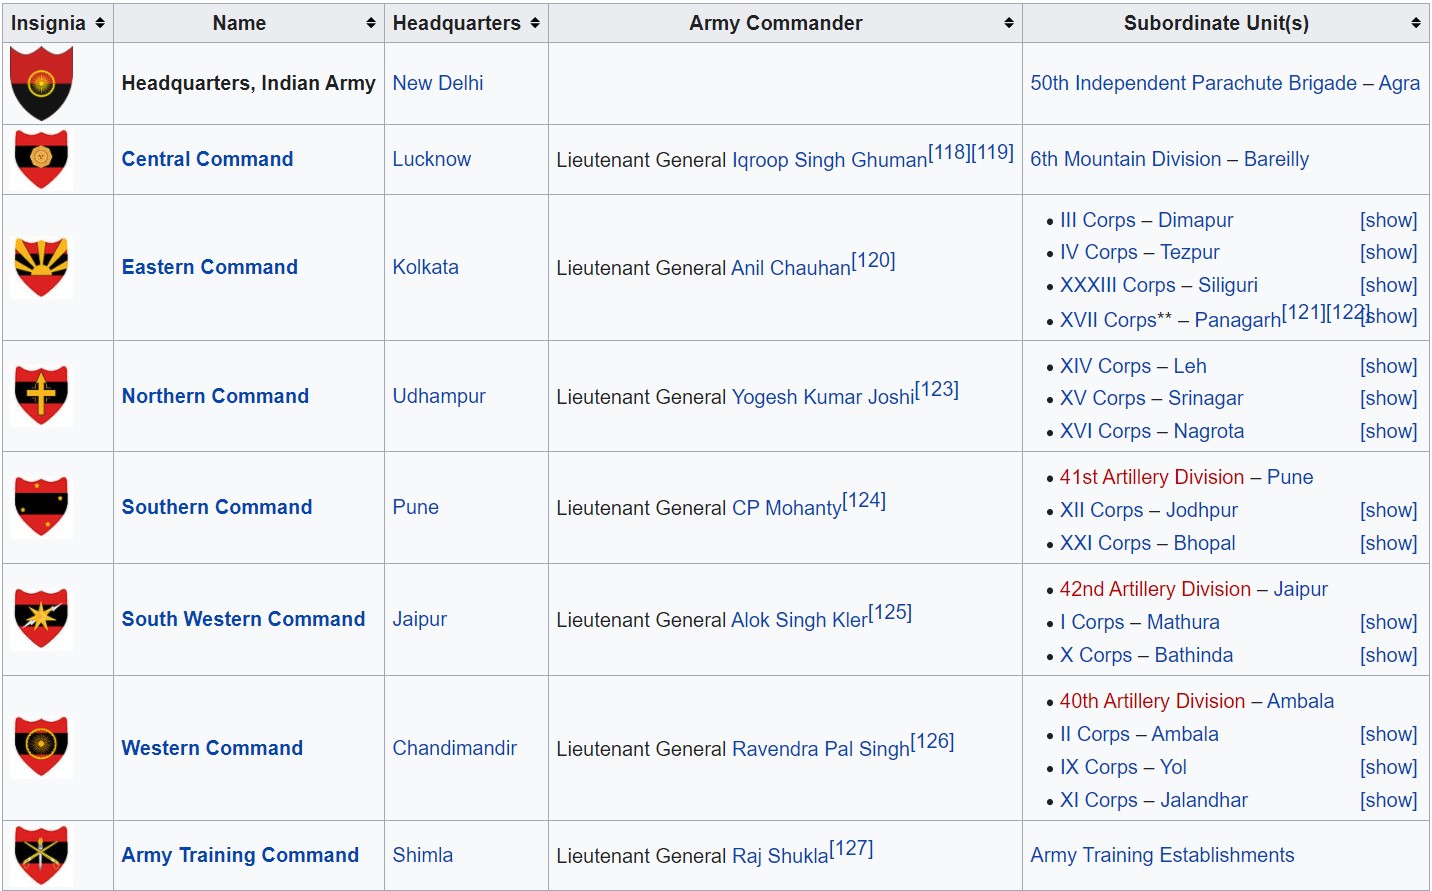 Insignia Name Headquarters Army Commander Subordinate Unit(s)
Headquarters, Indian Army New Delhi 50th Independent Parachute Brigade – Agra
Central Command Lucknow Lieutenant General Iqroop Singh Ghuman[118][119] 6th Mountain Division – Bareilly
Eastern Command Kolkata Lieutenant General Anil Chauhan[120]
• III Corps – Dimapur [show]
• IV Corps – Tezpur [show]
• XXXIII Corps – Siliguri [show]
• XVII Corps** – Panagarh[121][122] [show]
Northern Command Udhampur Lieutenant General Yogesh Kumar Joshi[123]
• XIV Corps – Leh [show]
• XV Corps – Srinagar [show]
• XVI Corps – Nagrota [show]
Southern Command Pune Lieutenant General CP Mohanty[124]
• 41st Artillery Division – Pune
• XII Corps – Jodhpur [show]
• XXI Corps – Bhopal [show]
South Western Command Jaipur Lieutenant General Alok Singh Kler[125]
• 42nd Artillery Division – Jaipur
• I Corps – Mathura [show]
• X Corps – Bathinda [show]
Western Command Chandimandir Lieutenant General Ravendra Pal Singh[126]
• 40th Artillery Division – Ambala
• II Corps – Ambala [show]
• IX Corps – Yol [show]
• XI Corps – Jalandhar [show]
Army Training Command Shimla Lieutenant General Raj Shukla[127] Army Training Establishments